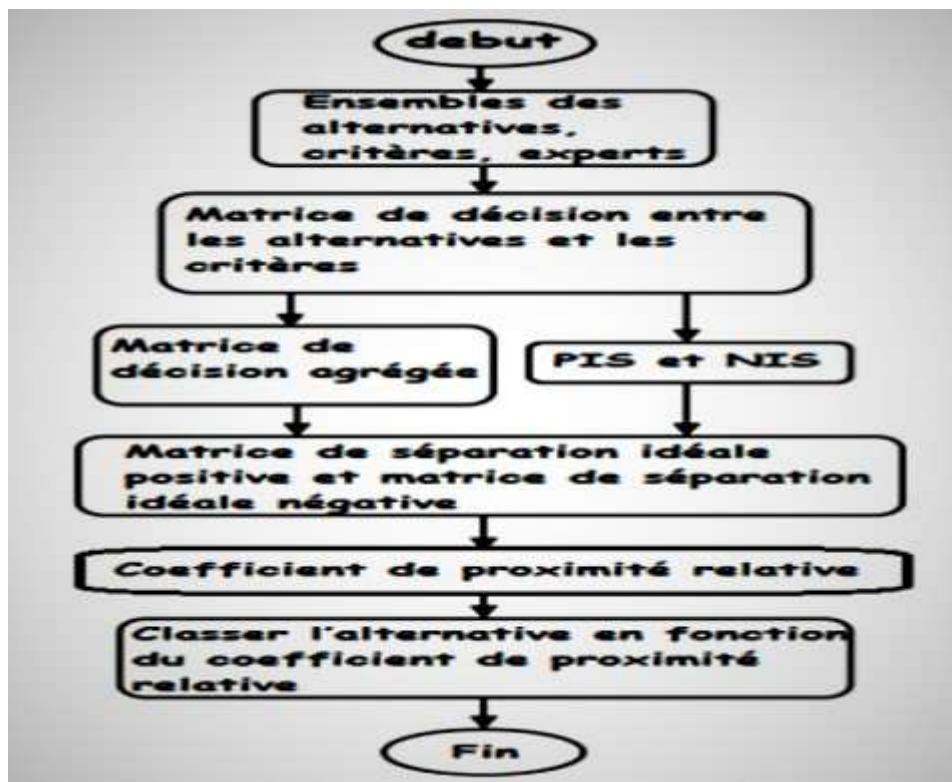 debut
Ensembles des
alternatives,
critères, experts
Matrice de décision entre
les alternatives et les
critères
Matrice de
décision agrégée
PIS et NIS
Matrice de séparation idéale
positive et matrice de séparation
idéale négative
Coefficient de proximité relative
Classer l'alternative en fonction
du coefficient de proximité
relative
Fin